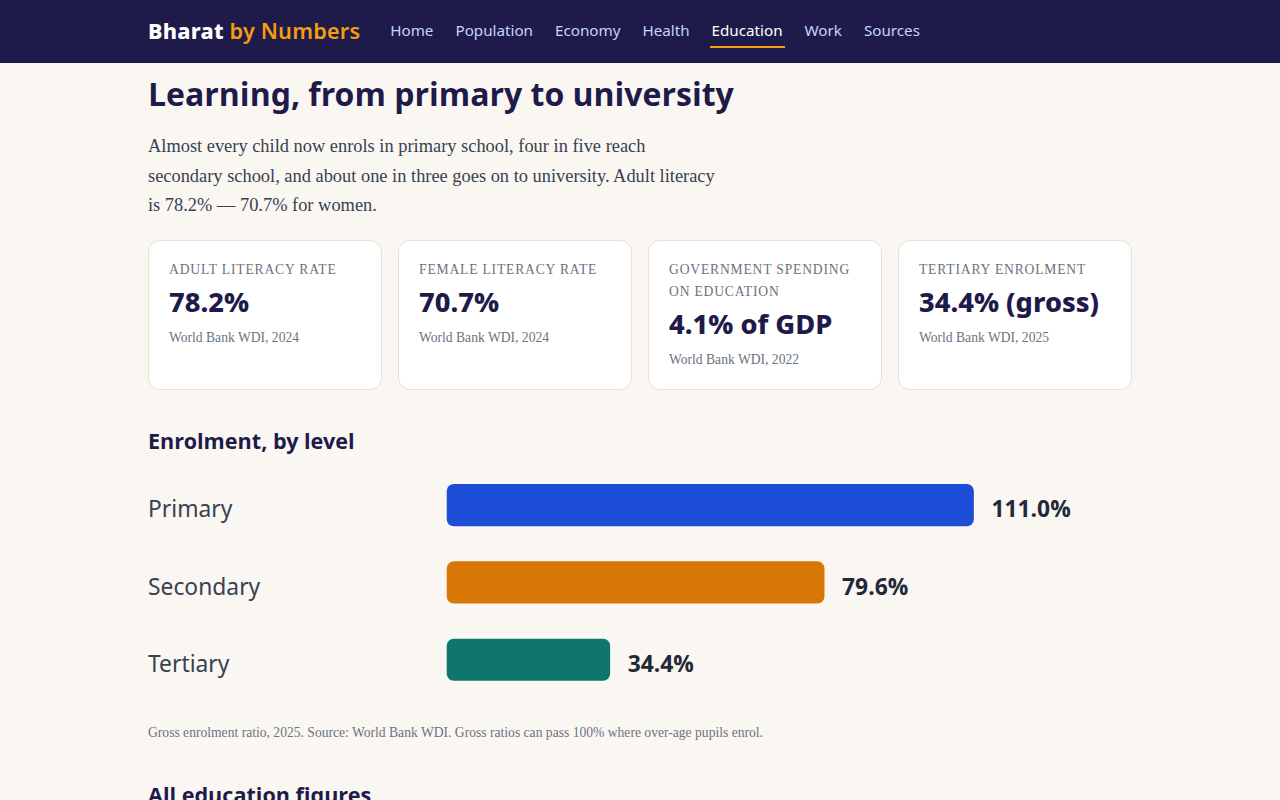 Bharat by Numbers Home Population Economy Health Education Work Sources
Learning, from primary to university
Almost every child now enrols in primary school, four in five reach
secondary school, and about one in three goes on to university. Adult literacy
is 78.2% — 70.7% for women.
ADULT LITERACY RATE
78.2%
World Bank WDI, 2024
FEMALE LITERACY RATE
70.7%
World Bank WDI, 2024
GOVERNMENT SPENDING
ON EDUCATION
4.1% of GDP
World Bank WDI, 2022
TERTIARY ENROLMENT
34.4% (gross)
World Bank WDI, 2025
Enrolment, by level
Primary 111.0%
Secondary 79.6%
Tertiary 34.4%
Gross enrolment ratio, 2025. Source: World Bank WDI. Gross ratios can pass 100% where over-age pupils enrol.
All education figures